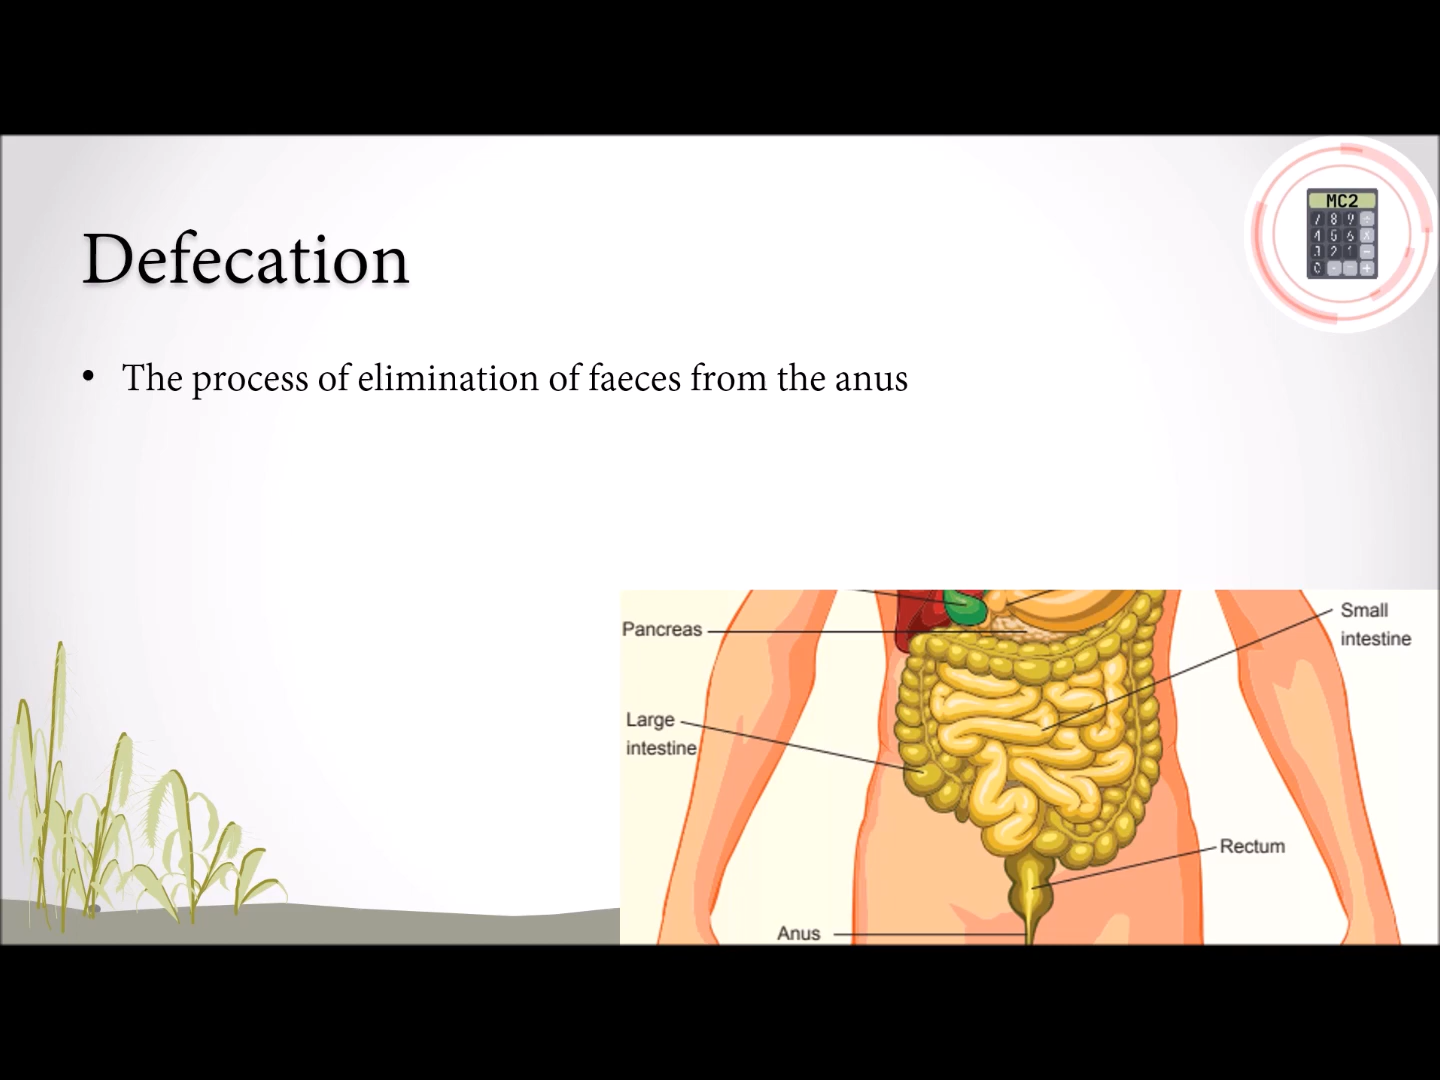 MC2
Defecation
• The process of elimination of faeces from the anus
Pancreas
Small
intestine
Large
intestine
Rectum
Anus